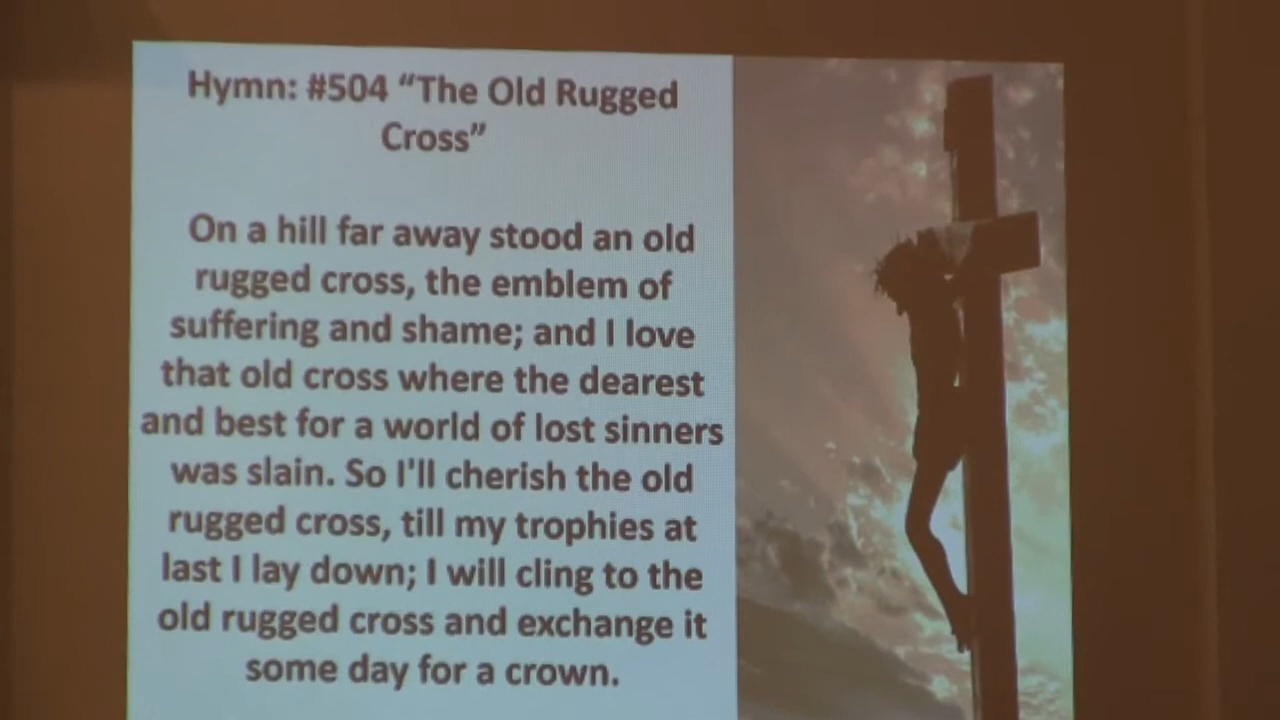 Hymn: #504 “The Old Rugged
Cross”
On a hill far away stood an old
rugged cross, the emblem of
suffering and shame; and I love
that old cross where the dearest
and best for a world of lost sinners
was slain. So I'll cherish the old
rugged cross, till my trophies at
last I lay down; I will cling to the
old rugged cross and exchange it
some day for a crown.